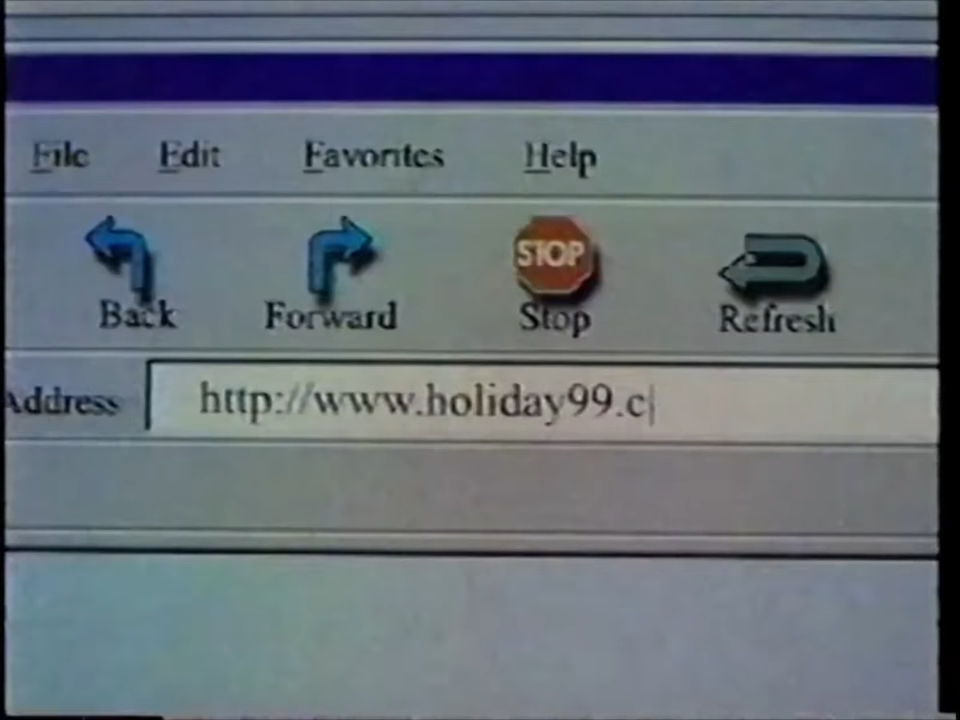 File Edit Favorites Help
STOP
Back Forward Stop Refresh
Address http://www.holiday99.c